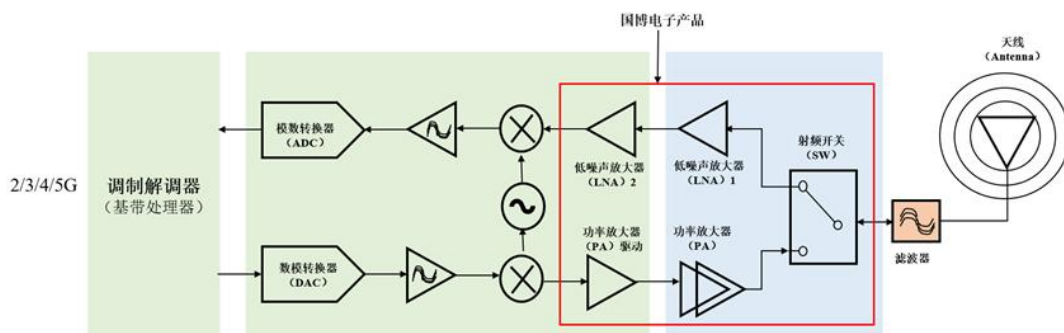 国博电子产品
天线
（Antenna）
模数转换器
（ADC）
低噪声放大器
（LNA）2
低噪声放大器
（LNA）1
射频开关
（SW）
2/3/4/5G
调制解调器
（基带处理器）
功率放大器
（PA）驱动
功率放大器
（PA）
滤波器
数模转换器
（DAC）